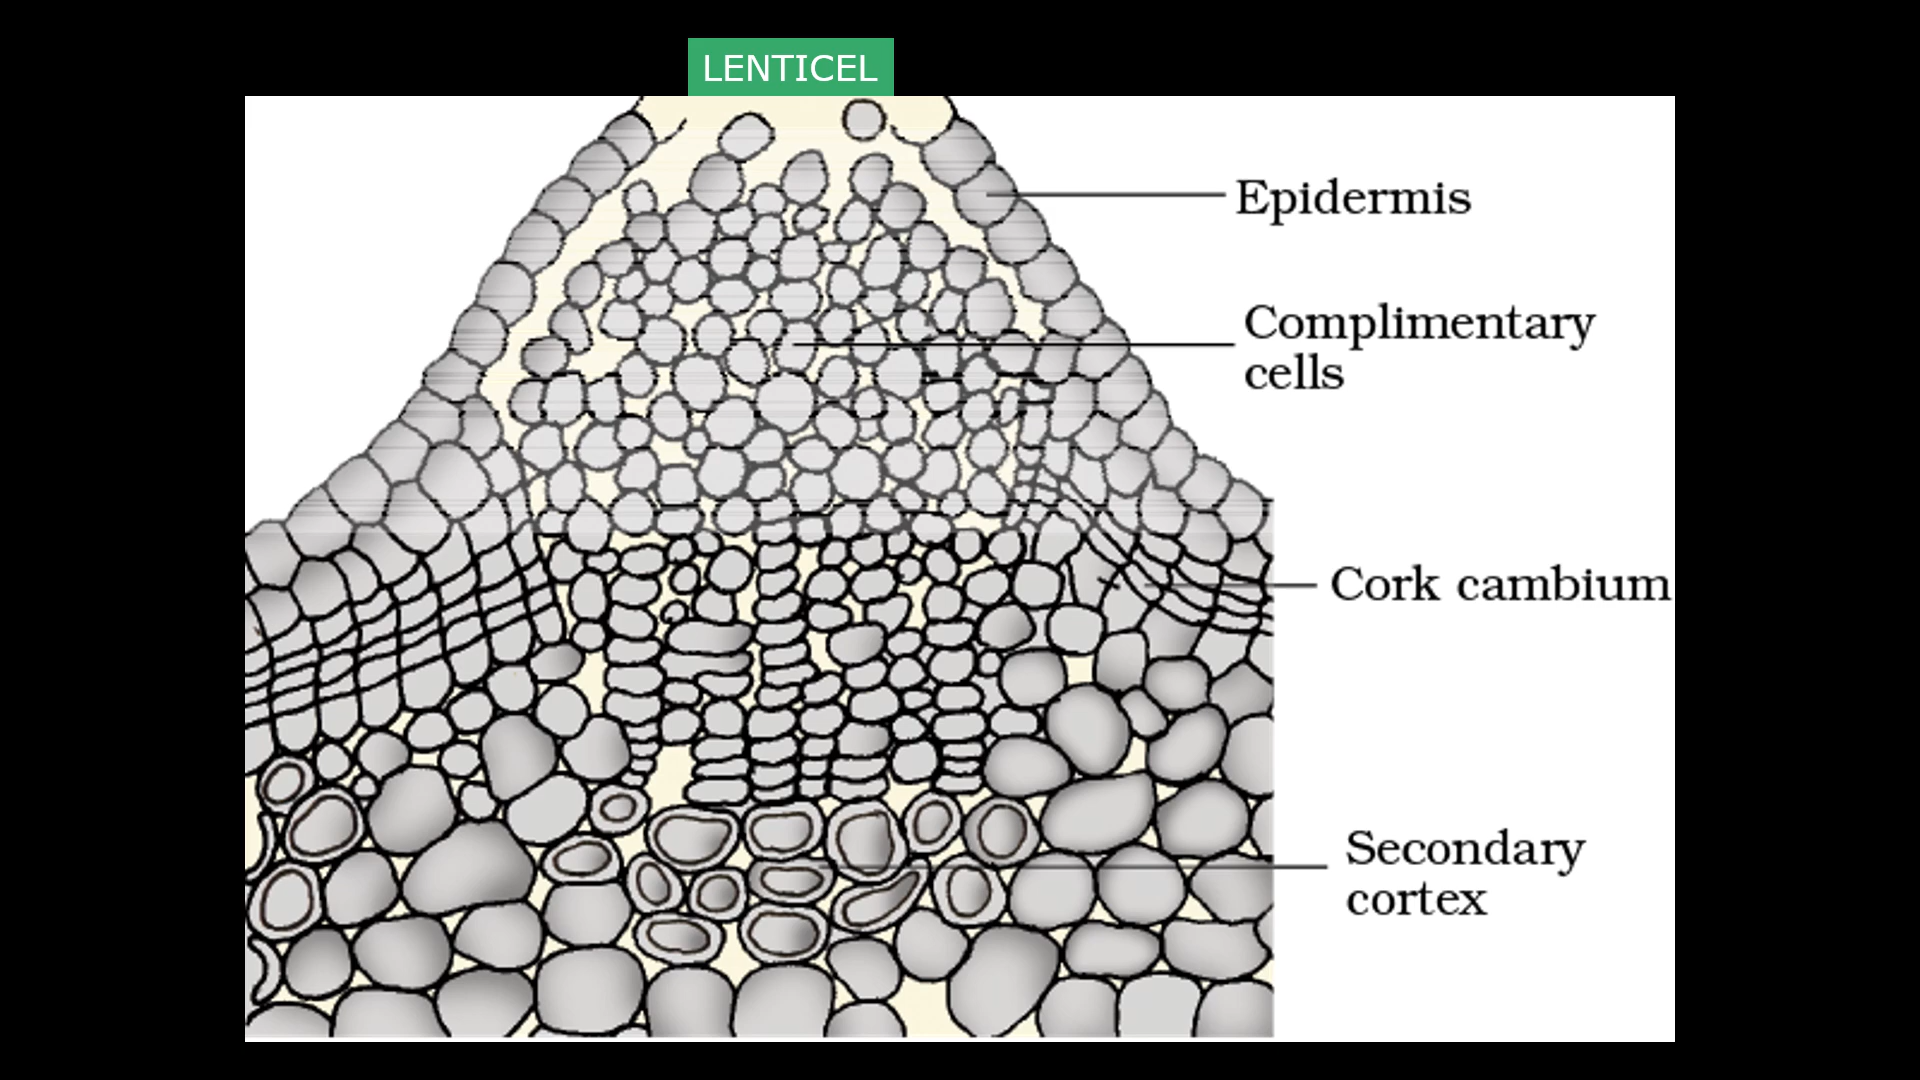 LENTICEL
Epidermis
Complimentary
cells
Cork cambium
Secondary
cortex